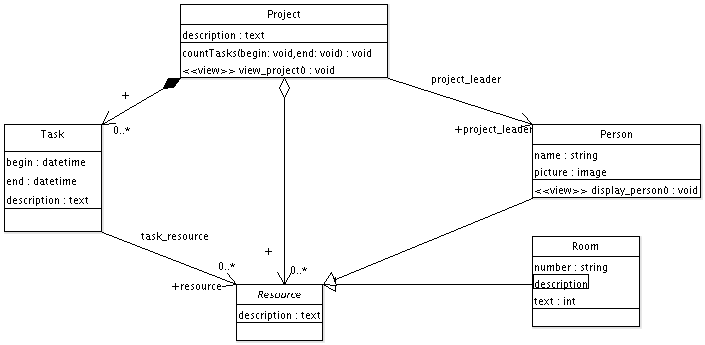 Project
description : text
countTasks(begin: void,end: void) : void
<<view>> view_project() : void
project_leader
+
0..*
+project_leader
Task
begin : datetime
end : datetime
description : text
Person
name : string
picture : image
<<view>> display_person() : void
task_resource
+
0..*
0..*
+resource
Resource
description : text
Room
number : string
description
text : int